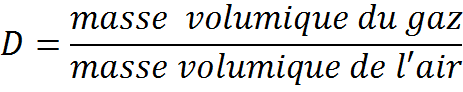 D = masse volumique du gaz / masse volumique de l'air